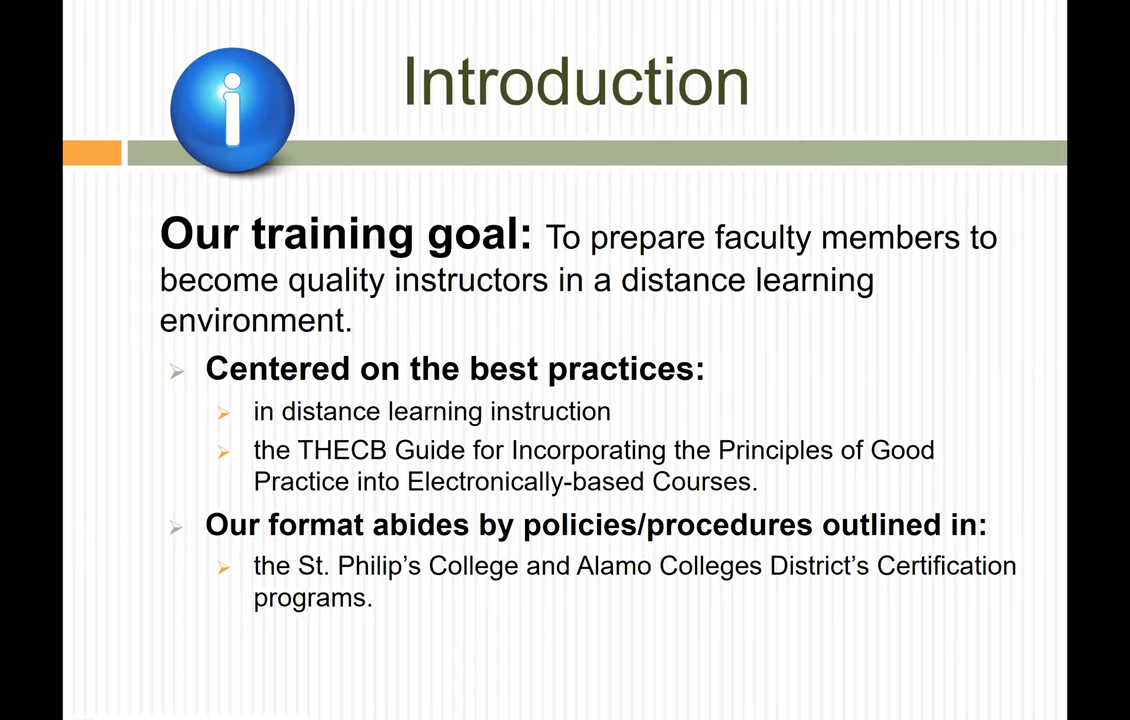 Introduction
Our training goal: To prepare faculty members to
become quality instructors in a distance learning
environment.
Centered on the best practices:
in distance learning instruction
the THECB Guide for Incorporating the Principles of Good
Practice into Electronically-based Courses.
Our format abides by policies/procedures outlined in:
the St. Philip’s College and Alamo Colleges District’s Certification
programs.